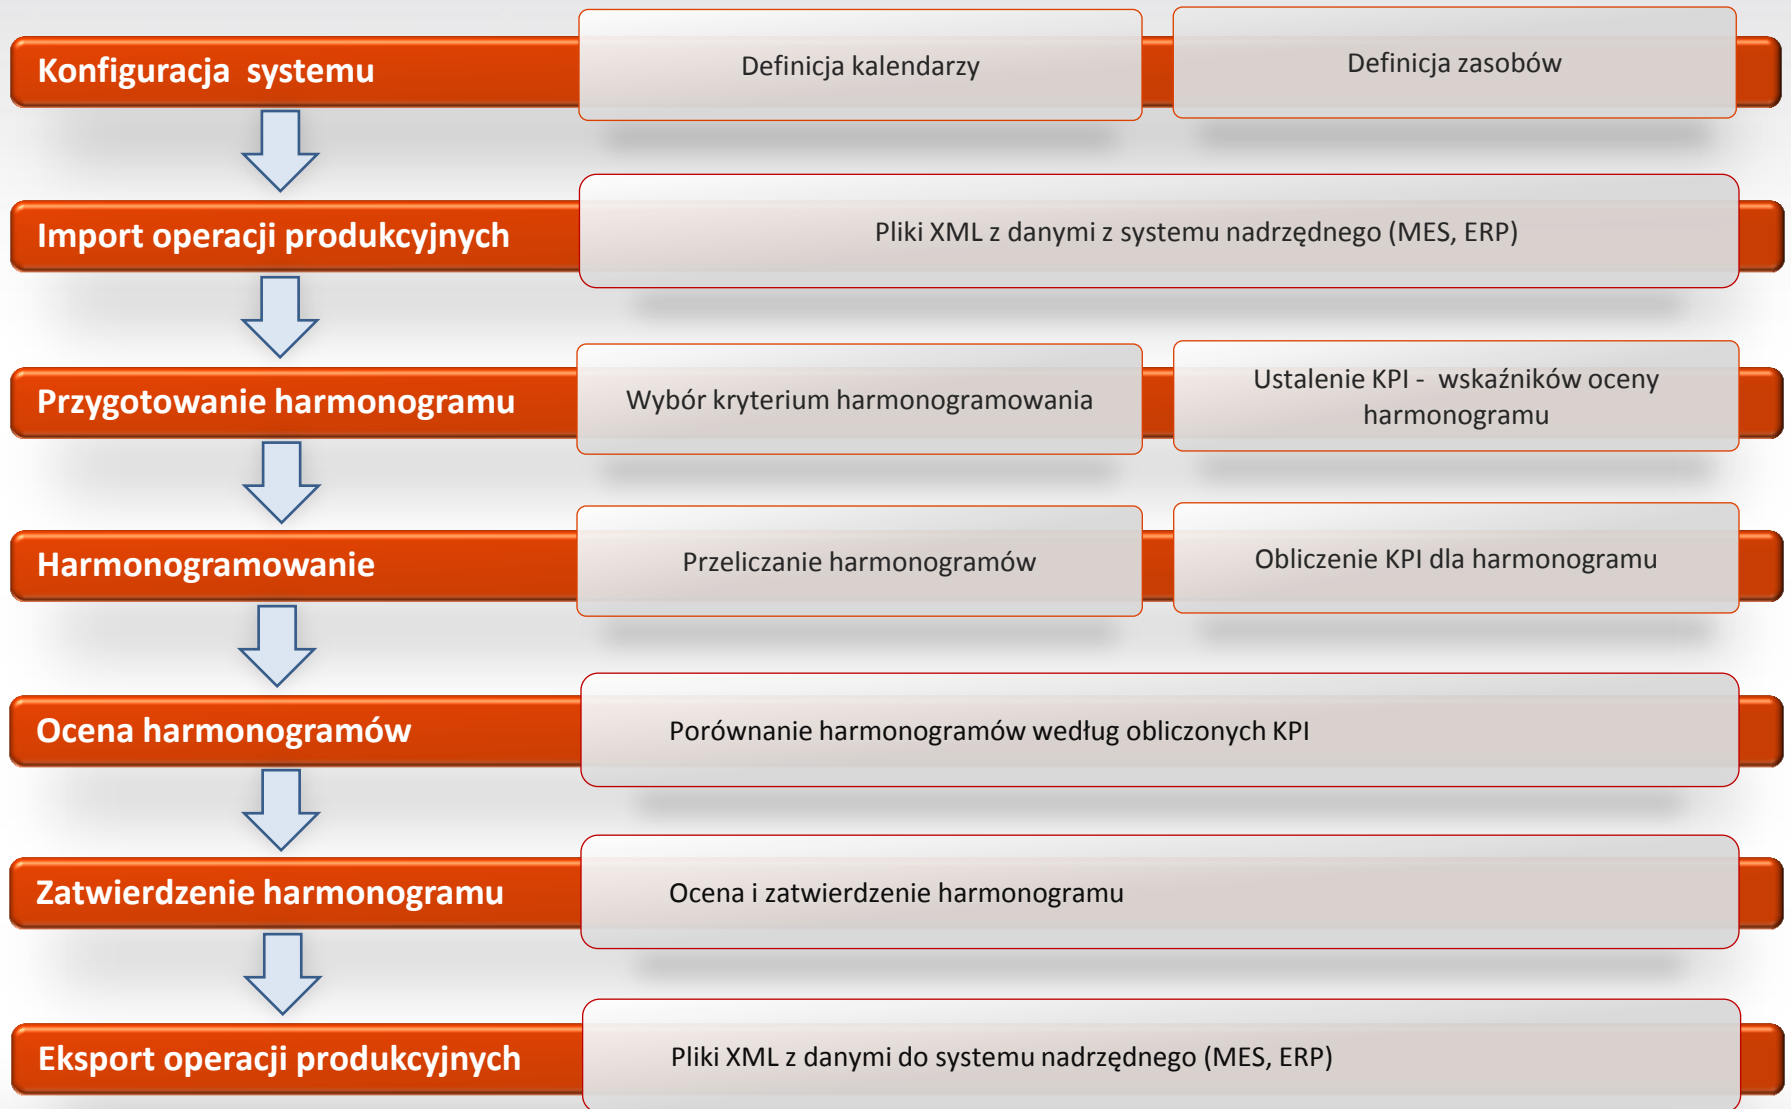 Konfiguracja systemu
Definicja kalendarzy
Definicja zasobów
Import operacji produkcyjnych
Pliki XML z danymi z systemu nadrzędnego (MES, ERP)
Przygotowanie harmonogramu
Wybór kryterium harmonogramowania
Ustalenie KPI - wskaźników oceny
harmonogramu
Harmonogramowanie
Przeliczanie harmonogramów
Obliczenie KPI dla harmonogramu
Ocena harmonogramów
Porównanie harmonogramów według obliczonych KPI
Zatwierdzenie harmonogramu
Ocena i zatwierdzenie harmonogramu
Eksport operacji produkcyjnych
Pliki XML z danymi do systemu nadrzędnego (MES, ERP)